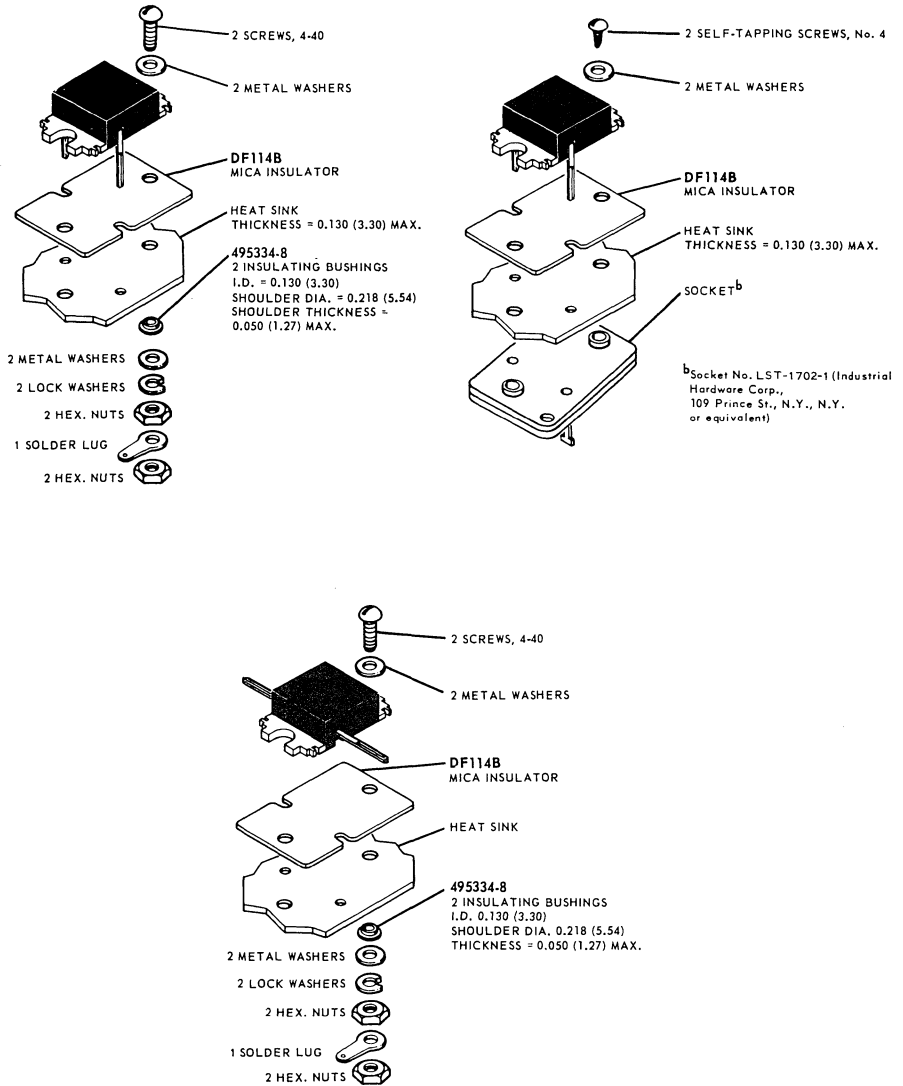 2 SCREWS, 4-40
2 METAL WASHERS
DF114B
MICA INSULATOR
HEAT SINK
THICKNESS = 0.130 (3.30) MAX.
495334-8
2 INSULATING BUSHINGS
I.D. = 0.130 (3.30)
SHOULDER DIA. = 0.218 (5.54)
SHOULDER THICKNESS =
0.050 (1.27) MAX.
2 METAL WASHERS
2 LOCK WASHERS
2 HEX. NUTS
1 SOLDER LUG
2 HEX. NUTS
2 SELF-TAPPING SCREWS, No. 4
2 METAL WASHERS
DF114B
MICA INSULATOR
HEAT SINK
THICKNESS = 0.130 (3.30) MAX.
SOCKETb
bSocket No. LST-1702-1 (Industrial
Hardware Corp.,
109 Prince St., N.Y., N.Y.
or equivalent)
2 SCREWS, 4-40
2 METAL WASHERS
DF114B
MICA INSULATOR
HEAT SINK
495334-8
2 INSULATING BUSHINGS
I.D. 0.130 (3.30)
SHOULDER DIA. 0.218 (5.54)
THICKNESS = 0.050 (1.27) MAX.
2 METAL WASHERS
2 LOCK WASHERS
2 HEX. NUTS
1 SOLDER LUG
2 HEX. NUTS